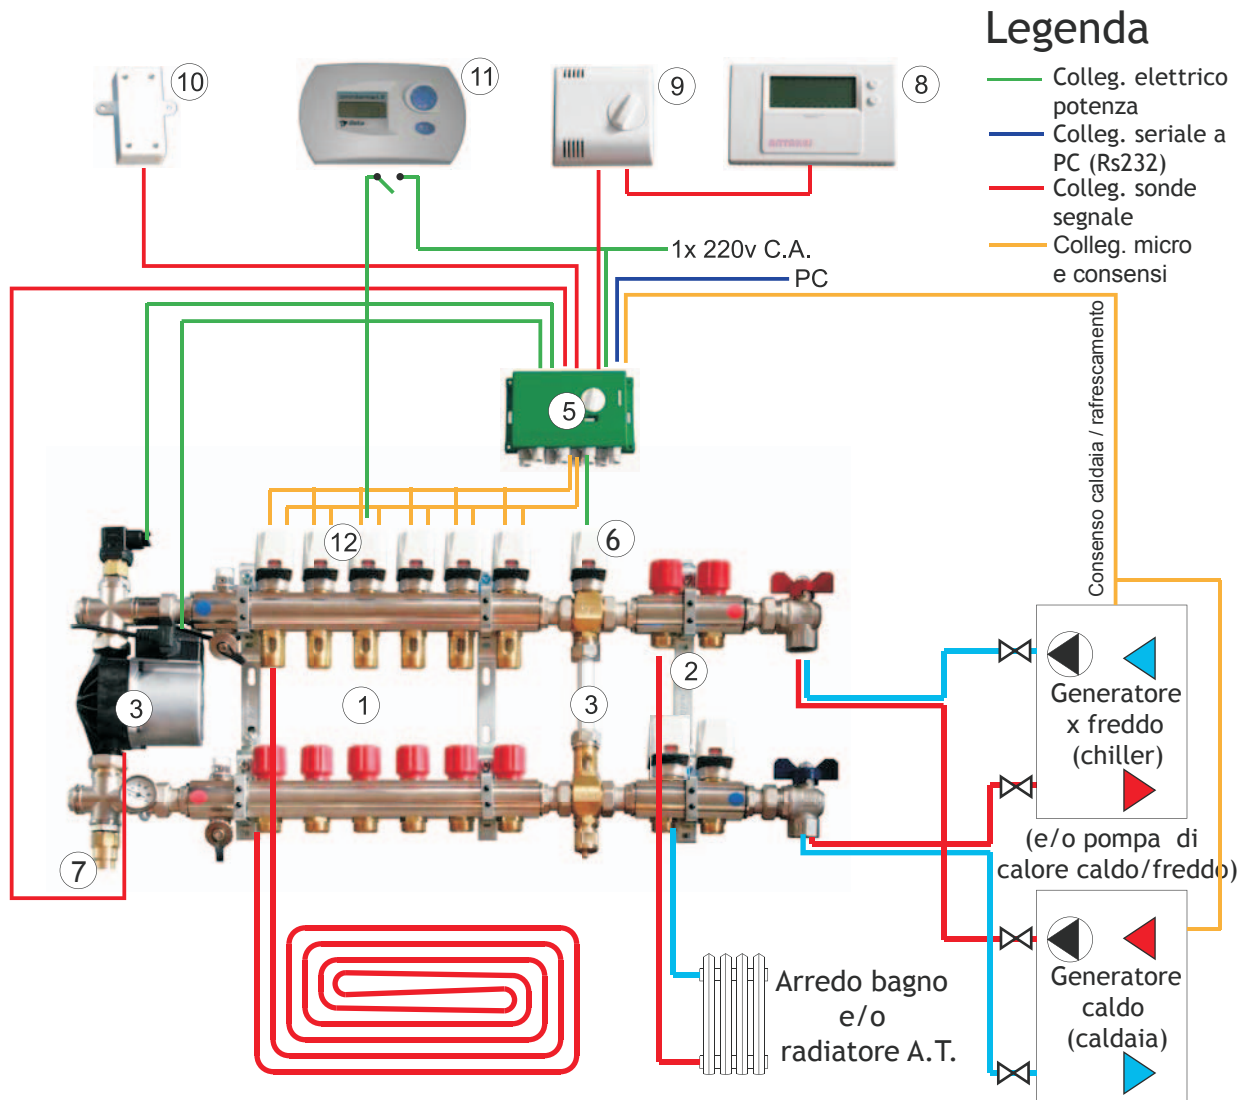 Legenda
Colleg. elettrico
potenza
Colleg. seriale a
PC (Rs232)
Colleg. sonde
segnale
Colleg. micro
e consensi
10
11
9
8
1x 220v C.A.
PC
Consenso caldaia / rafrescamento
5
12
6
3
1
3
2
7
Generatore
x freddo
(chiller)
(e/o pompa di
calore caldo/freddo)
Generatore
caldo
(caldaia)
Arredo bagno
e/o
radiatore A.T.